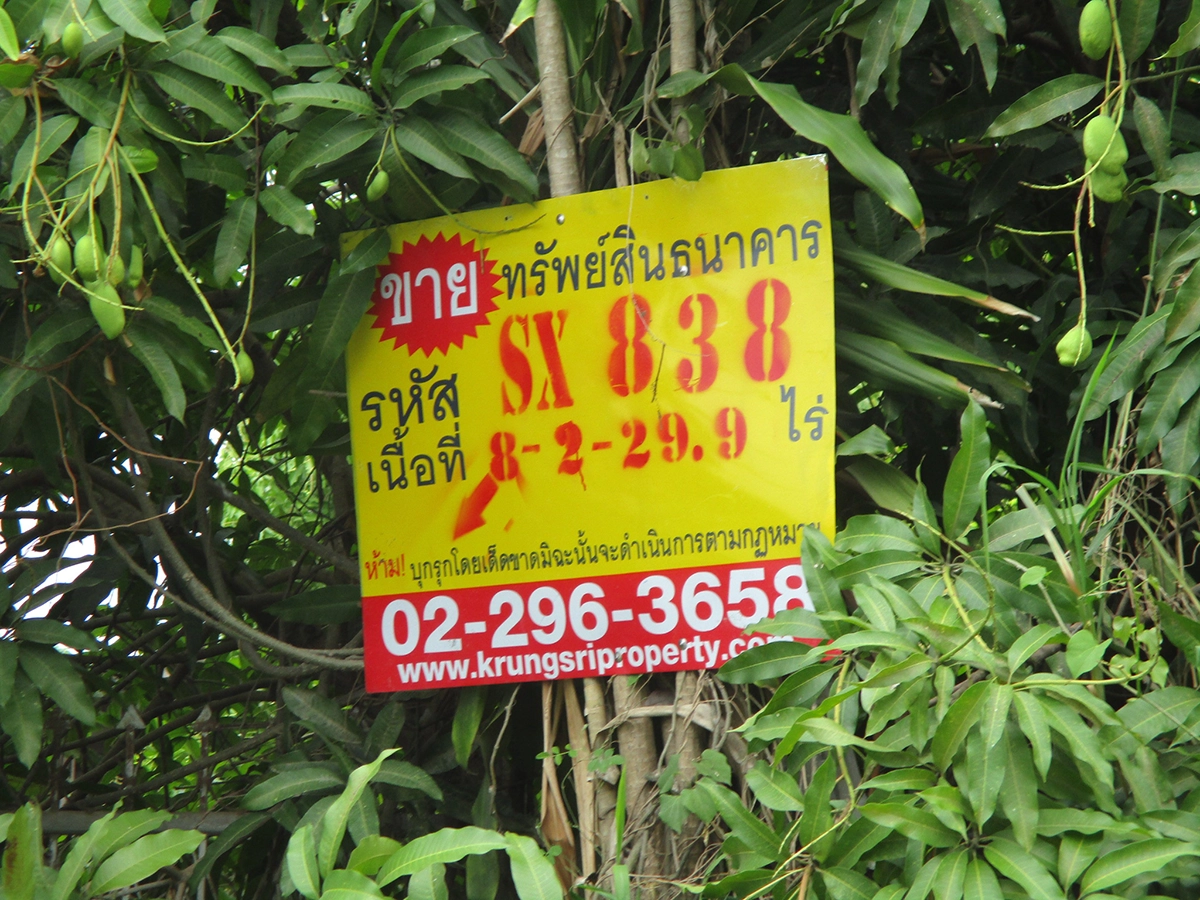 ขาย ทรัพย์สินธนาคาร
รหัส SX 838
เนื้อที่ 8-2-29.9 ไร่
ห้าม! บุกรุกโดยเด็ดขาดมิฉะนั้นจะดำเนินการตามกฎหมาย
02-296-3658
www.krungsriproperty.com